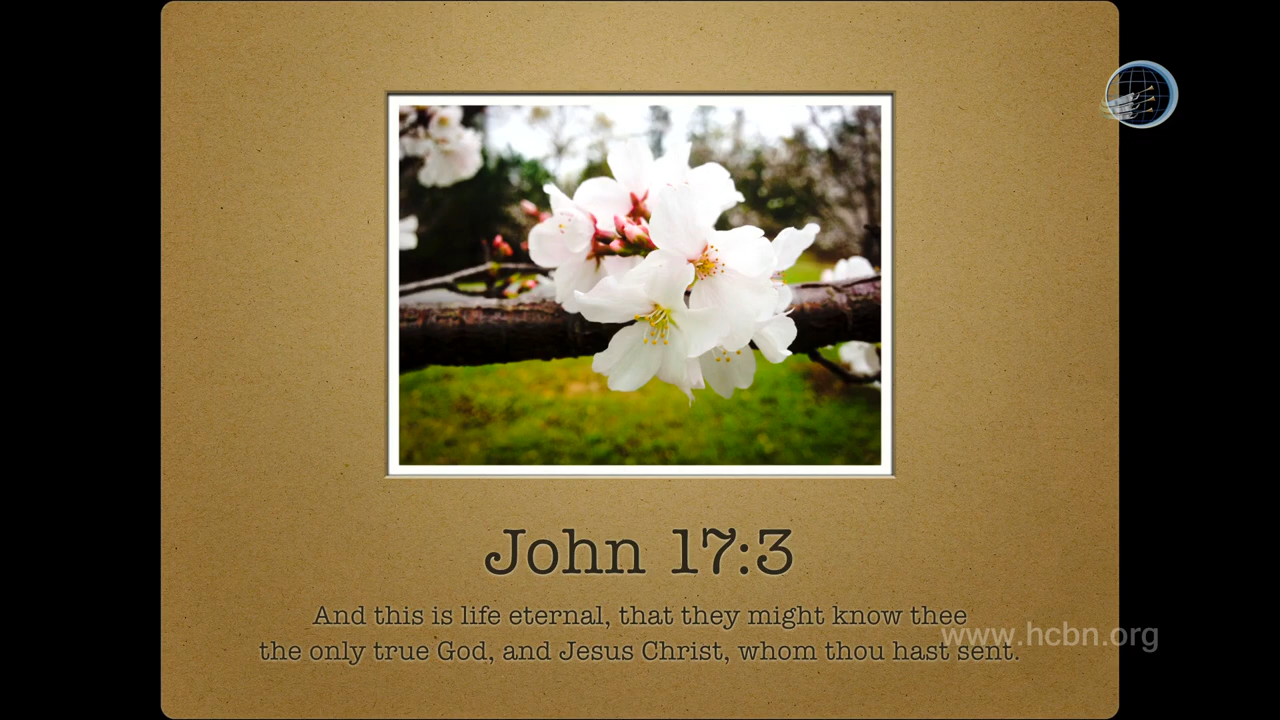 John 17:3
And this is life eternal, that they might know thee
the only true God, and Jesus Christ, whom thou hast sent.
www.hcbn.org